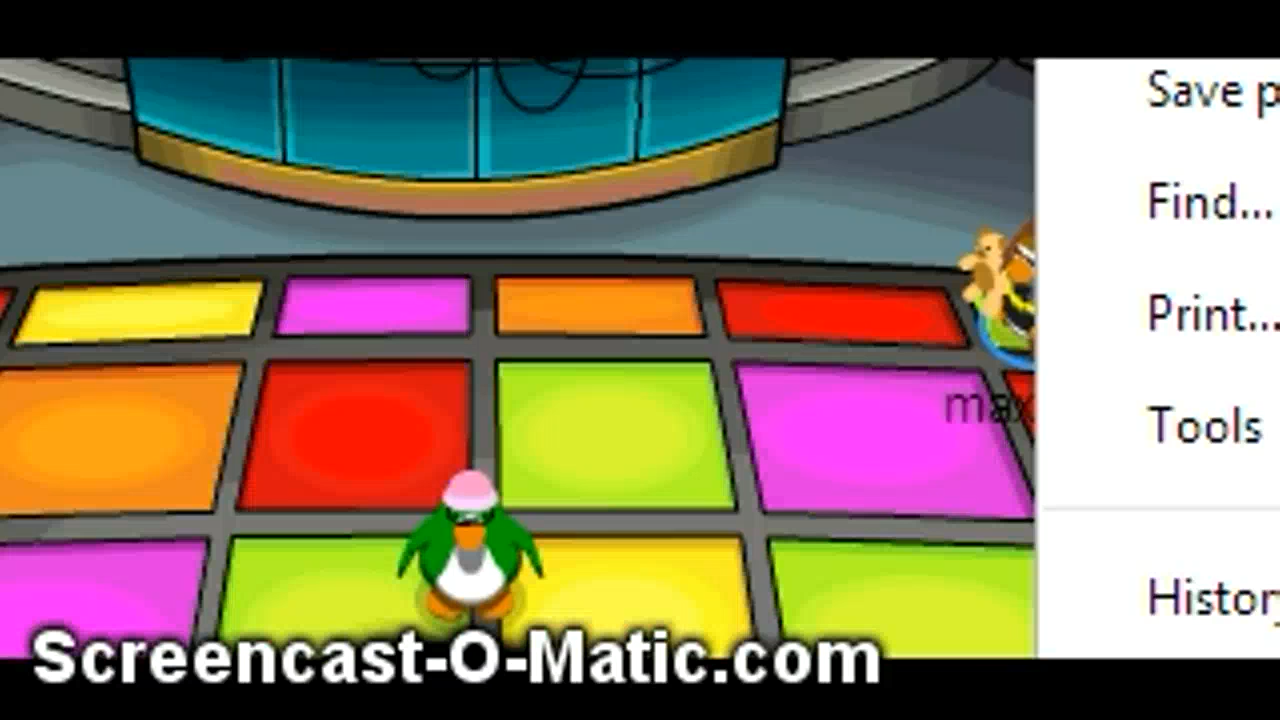 Save p
Find...
Print...
max
Tools
History
Screencast-O-Matic.com